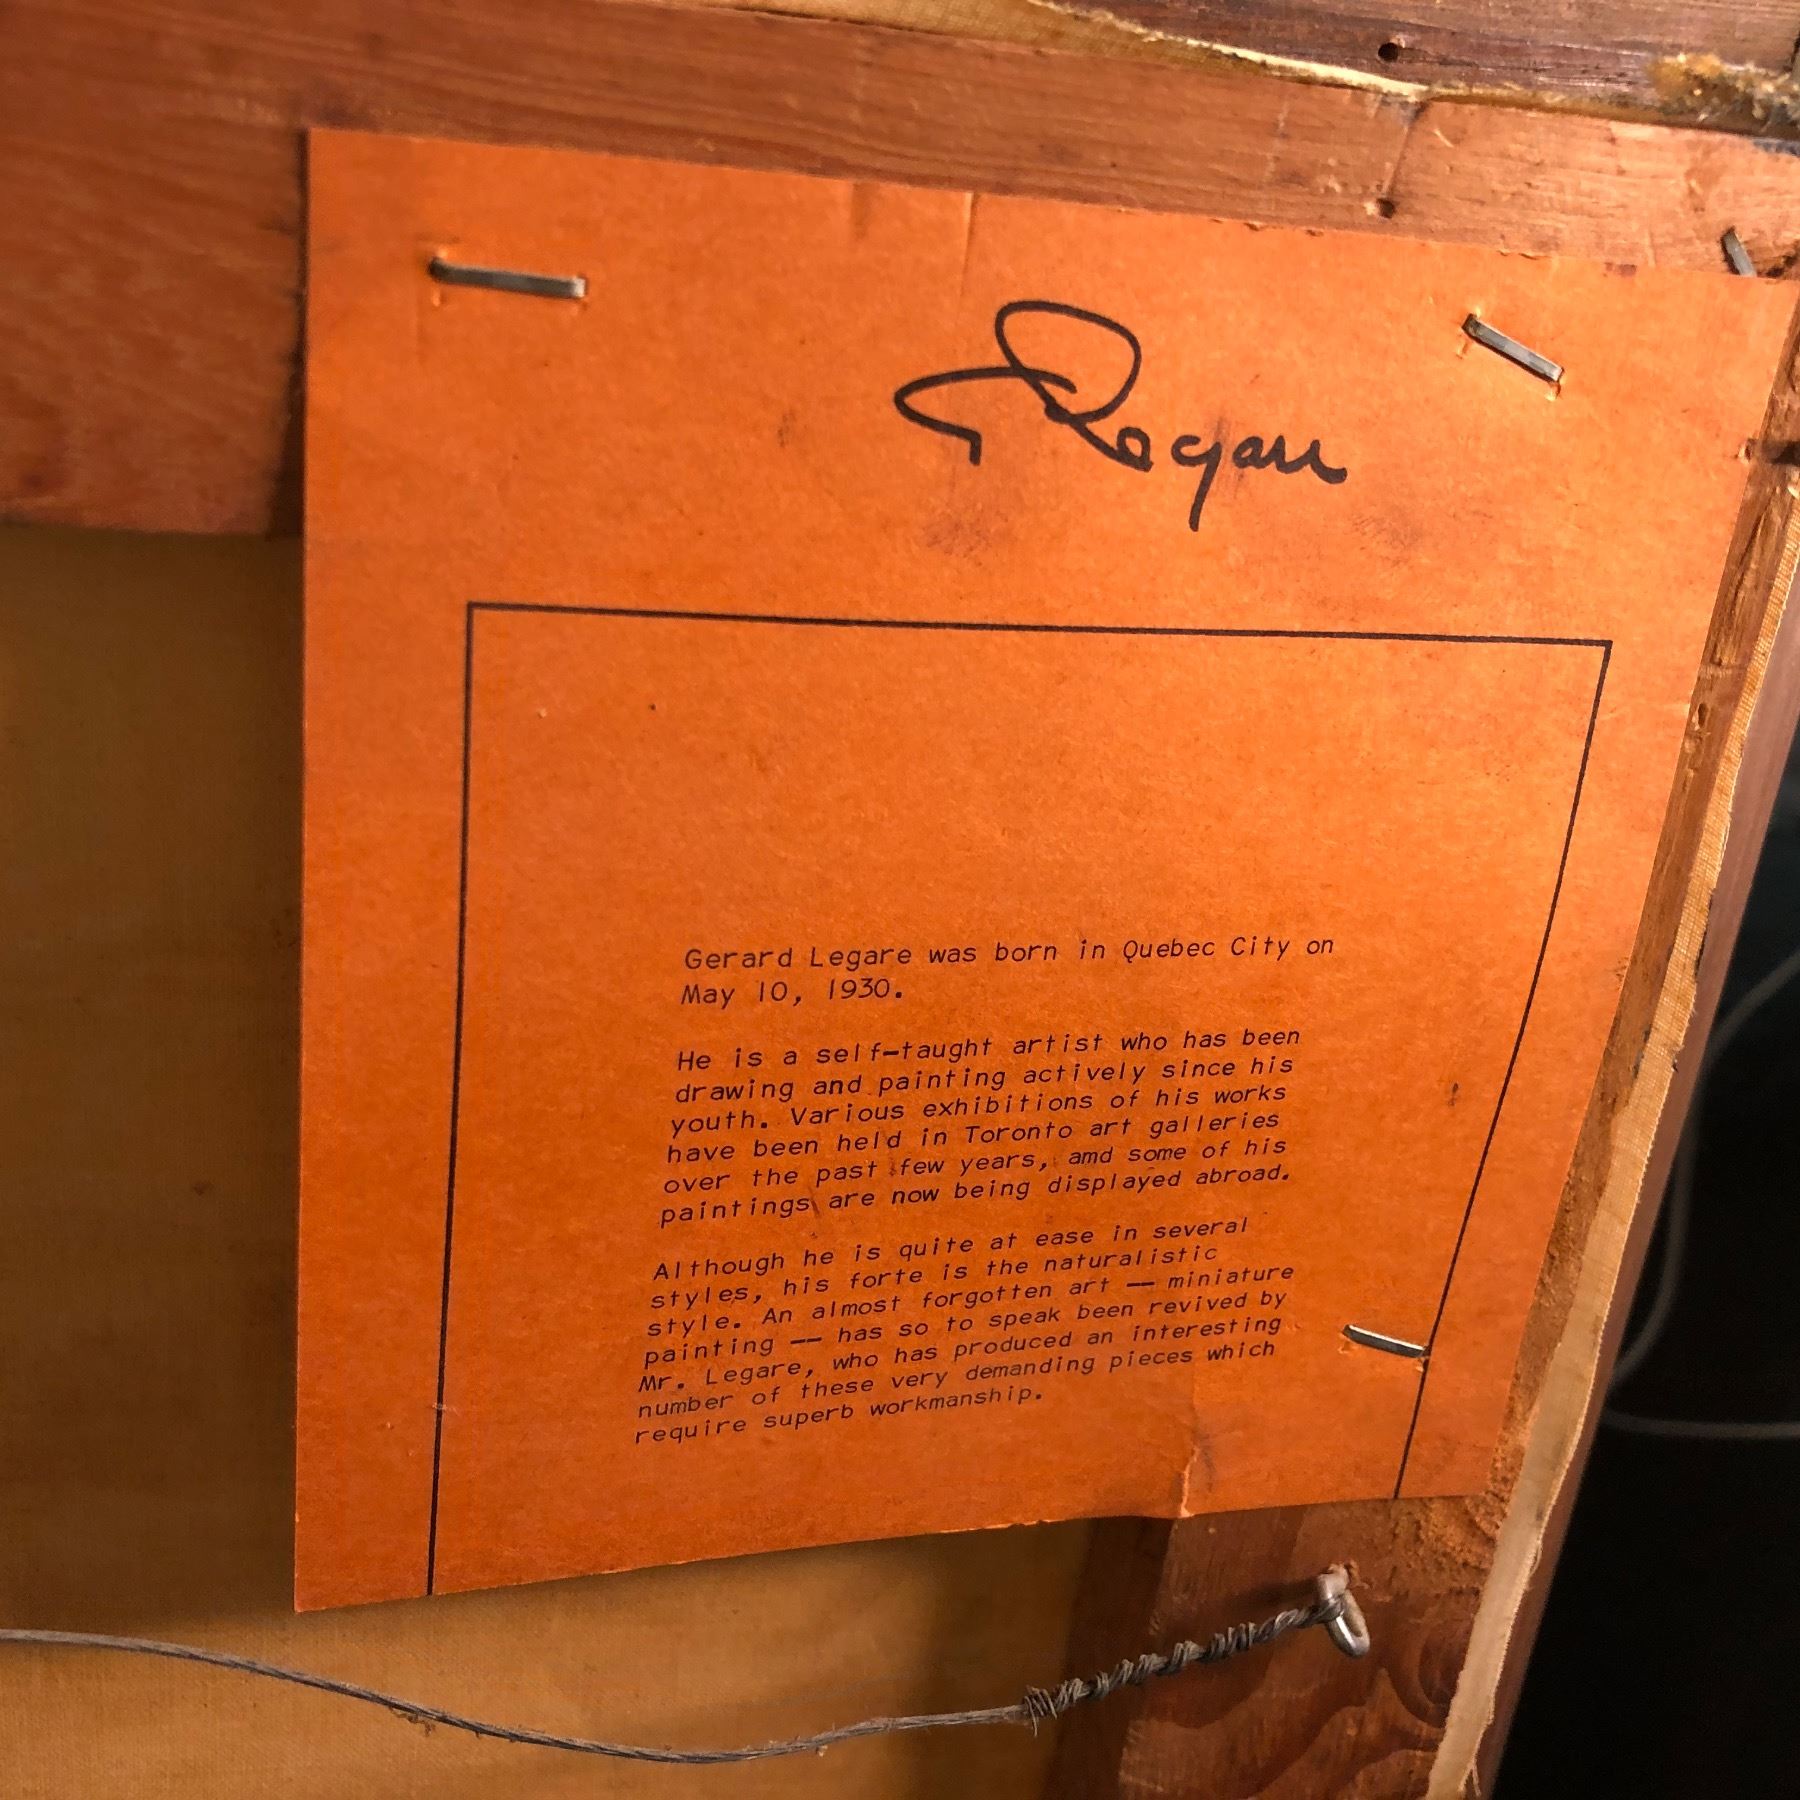 Gerard Legare was born in Quebec City on
May 10, 1930.
He is a self-taught artist who has been
drawing and painting actively since his
youth. Various exhibitions of his works
have been held in Toronto art galleries
over the past few years, amd some of his
paintings are now being displayed abroad.
Although he is quite at ease in several
styles, his forte is the naturalistic
style. An almost forgotten art -- miniature
painting -- has so to speak been revived by
Mr. Legare, who has produced an interesting
number of these very demanding pieces which
require superb workmanship.